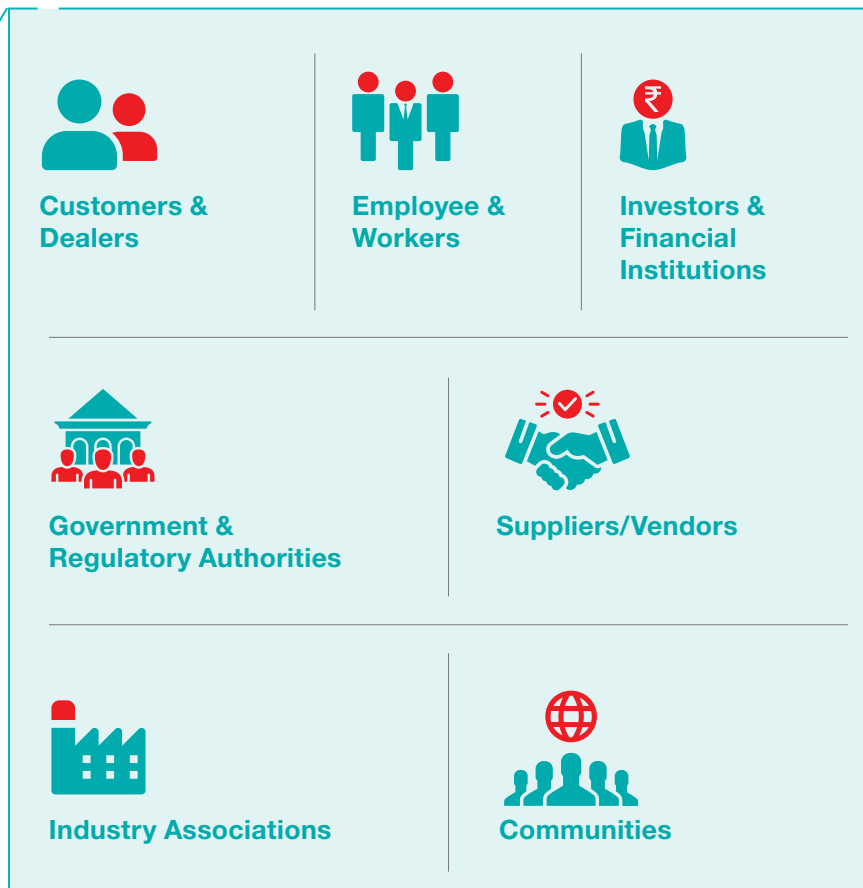 ₹
Customers &
Dealers
Employee &
Workers
Investors &
Financial
Institutions
Government &
Regulatory Authorities
Suppliers/Vendors
Industry Associations
Communities